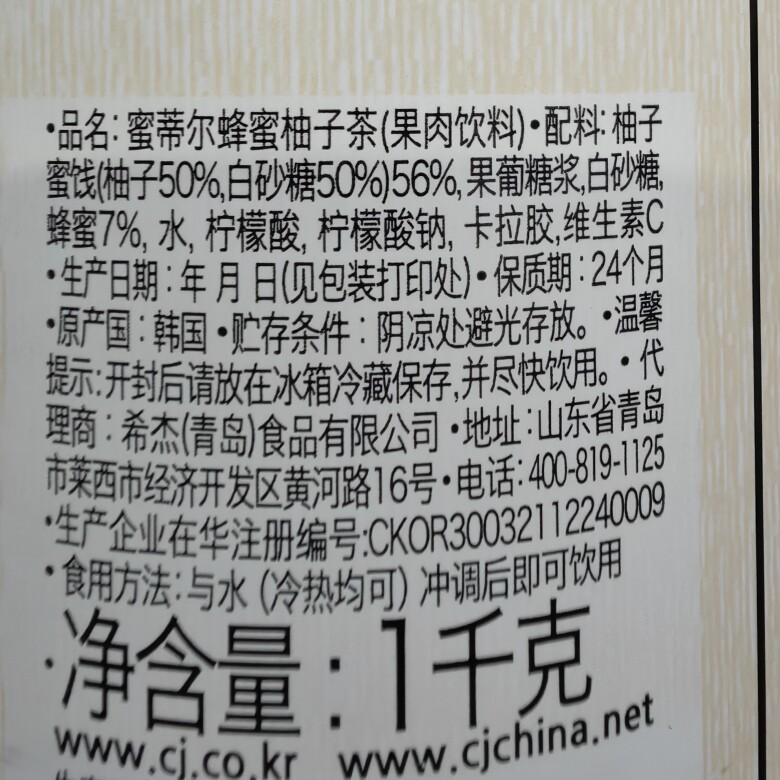 •品名: 蜜蒂尔蜂蜜柚子茶(果肉饮料)•配料: 柚子
蜜饯(柚子50%,白砂糖50%)56%, 果葡糖浆,白砂糖,
蜂蜜7%, 水, 柠檬酸, 柠檬酸钠, 卡拉胶,维生素C
•生产日期: 年 月 日(见包装打印处)•保质期: 24个月
•原产国: 韩国 •贮存条件: 阴凉处避光存放。•温馨
提示:开封后请放在冰箱冷藏保存,并尽快饮用。•代
理商: 希杰(青岛)食品有限公司 •地址: 山东省青岛
市莱西市经济开发区黄河路16号•电话: 400-819-1125
•生产企业在华注册编号:CKOR30032112240009
•食用方法: 与水 (冷热均可) 冲调后即可饮用
•净含量: 1千克
www.cj.co.kr www.cjchina.net